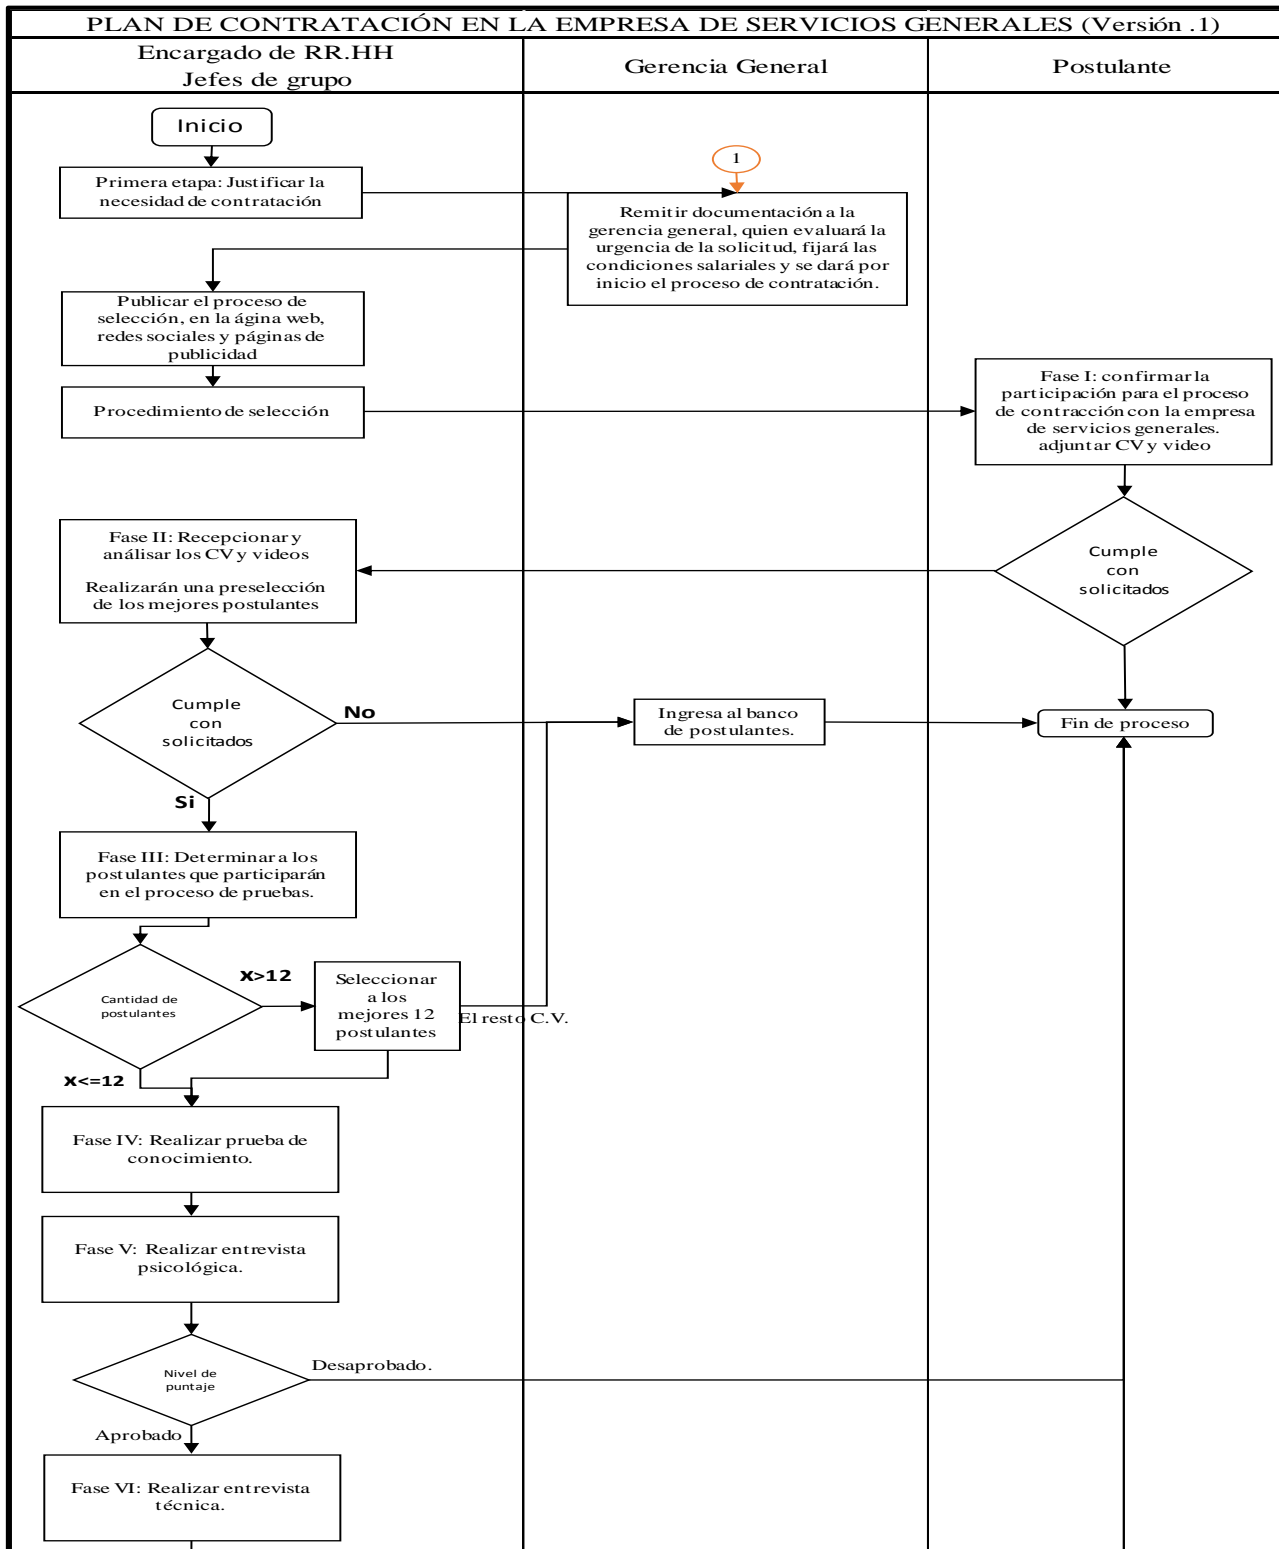 PLAN DE CONTRATACIÓN EN LA EMPRESA DE SERVICIOS GENERALES (Versión .1)
Encargado de RR.HH
Jefes de grupo
Gerencia General
Postulante
Inicio
1
Primera etapa: Justificar la
necesidad de contratación
Remitir documentación a la
gerencia general, quien evaluará la
urgencia de la solicitud, fijará las
condiciones salariales y se dará por
inicio el proceso de contratación.
Publicar el proceso de
selección, en la ágina web,
redes sociales y páginas de
publicidad
Procedimiento de selección
Fase I: confirmar la
participación para el proceso
de contracción con la empresa
de servicios generales.
adjuntar CV y video
Fase II: Recepcionar y
análisar los CV y videos
Realizarán una preselección
de los mejores postulantes
Cumple
con
solicitados
Cumple
con
solicitados
No
Ingresa al banco
de postulantes.
Fin de proceso
Si
Fase III: Determinar a los
postulantes que participarán
en el proceso de pruebas.
Cantidad de
postulantes
X>12
Seleccionar
a los
mejores 12
postulantes
El resto C.V.
X<=12
Fase IV: Realizar prueba de
conocimiento.
Fase V: Realizar entrevista
psicológica.
Nivel de
puntaje
Desaprobado.
Aprobado
Fase VI: Realizar entrevista
técnica.